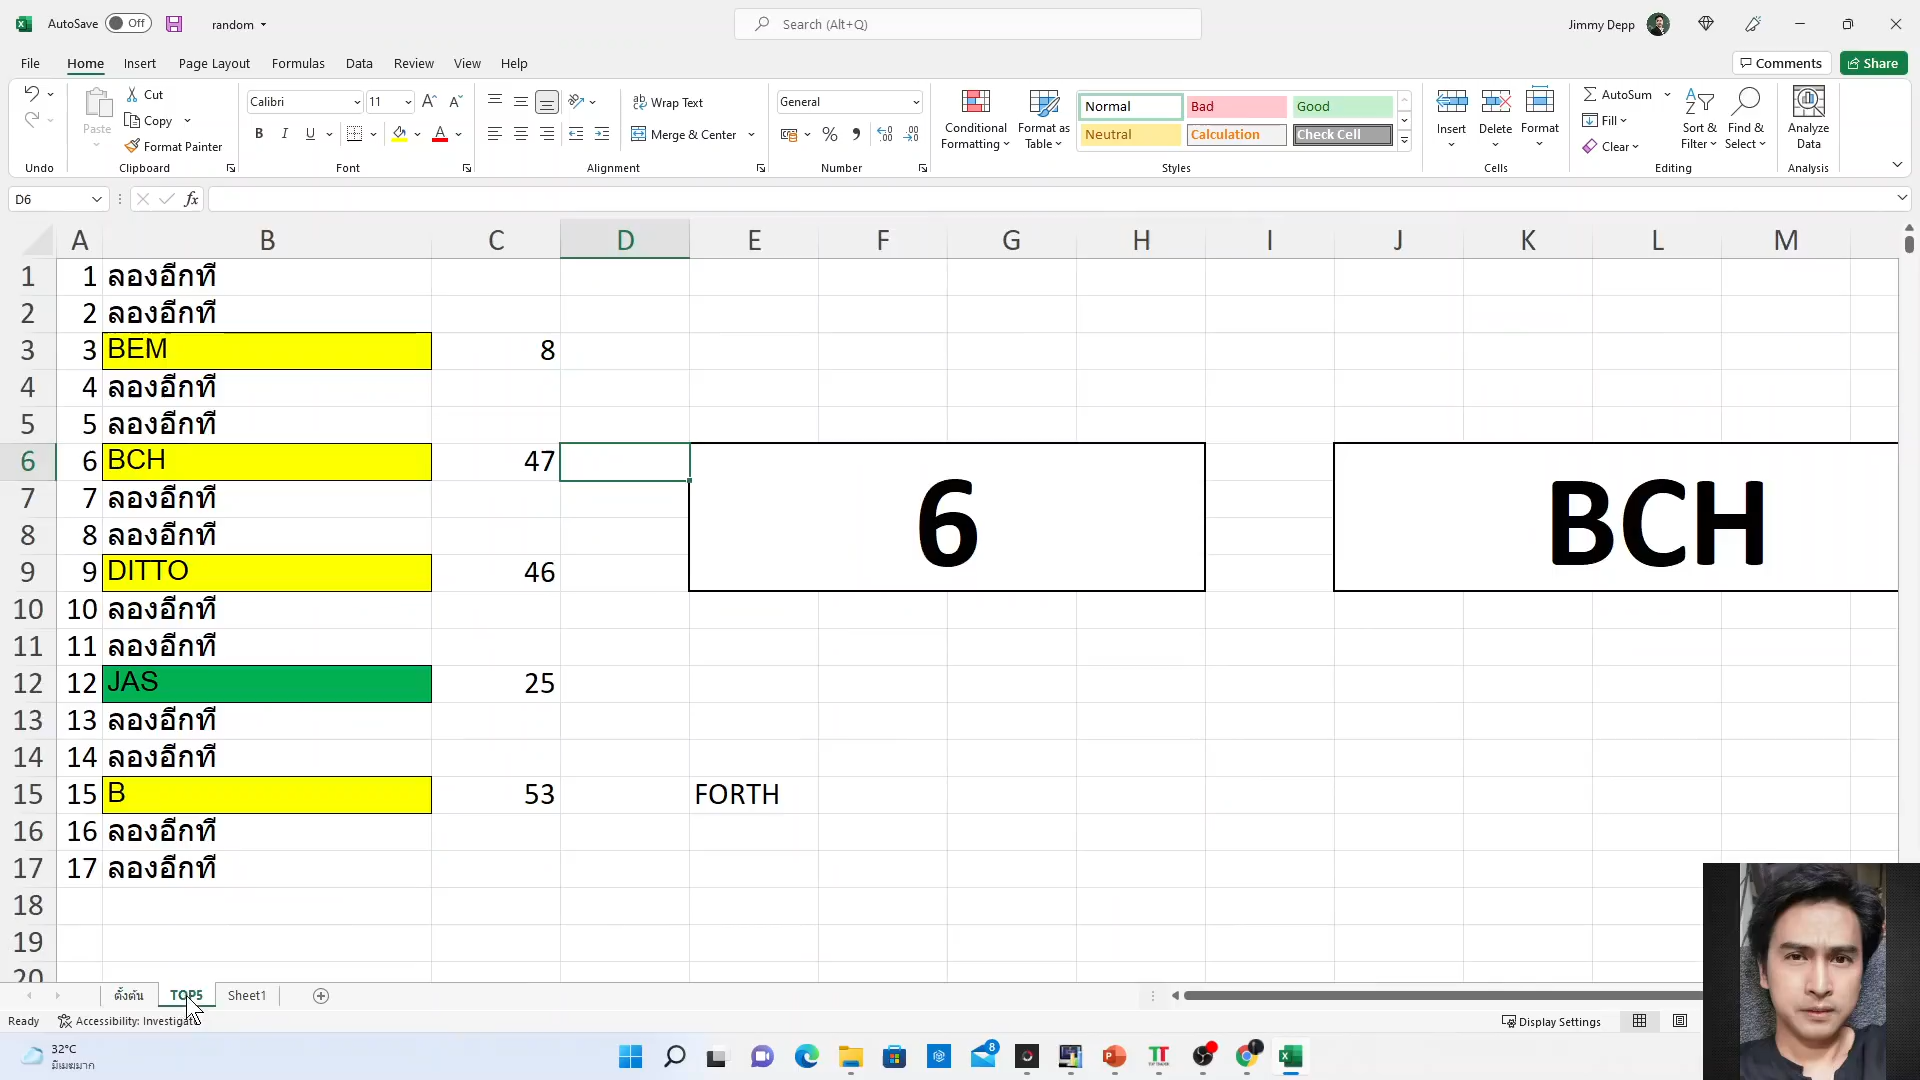 AutoSave Off random Search (Alt+Q) Jimmy Depp
File Home Insert Page Layout Formulas Data Review View Help Comments Share
Cut
Copy
Format Painter
Paste
Calibri 11
B I U
Wrap Text
Merge & Center
General
Conditional Formatting
Format as Table
Normal Bad Good
Neutral Calculation Check Cell
Insert Delete Format
AutoSum
Fill
Clear
Sort & Filter
Find & Select
Analyze Data
Undo Clipboard Font Alignment Number Styles Cells Editing Analysis
D6 fx
A B C D E F G H I J K L M
1 1 ลองอีกที
2 2 ลองอีกที
3 3 BEM 8
4 4 ลองอีกที
5 5 ลองอีกที
6 6 BCH 47
6 BCH
7 7 ลองอีกที
8 8 ลองอีกที
9 9 DITTO 46
10 10 ลองอีกที
11 11 ลองอีกที
12 12 JAS 25
13 13 ลองอีกที
14 14 ลองอีกที
15 15 B 53 FORTH
16 16 ลองอีกที
17 17 ลองอีกที
18
19
20
ตั้งต้น TOP5 Sheet1
Ready Accessibility: Investigate Display Settings
32°C
มีเมฆมาก
8